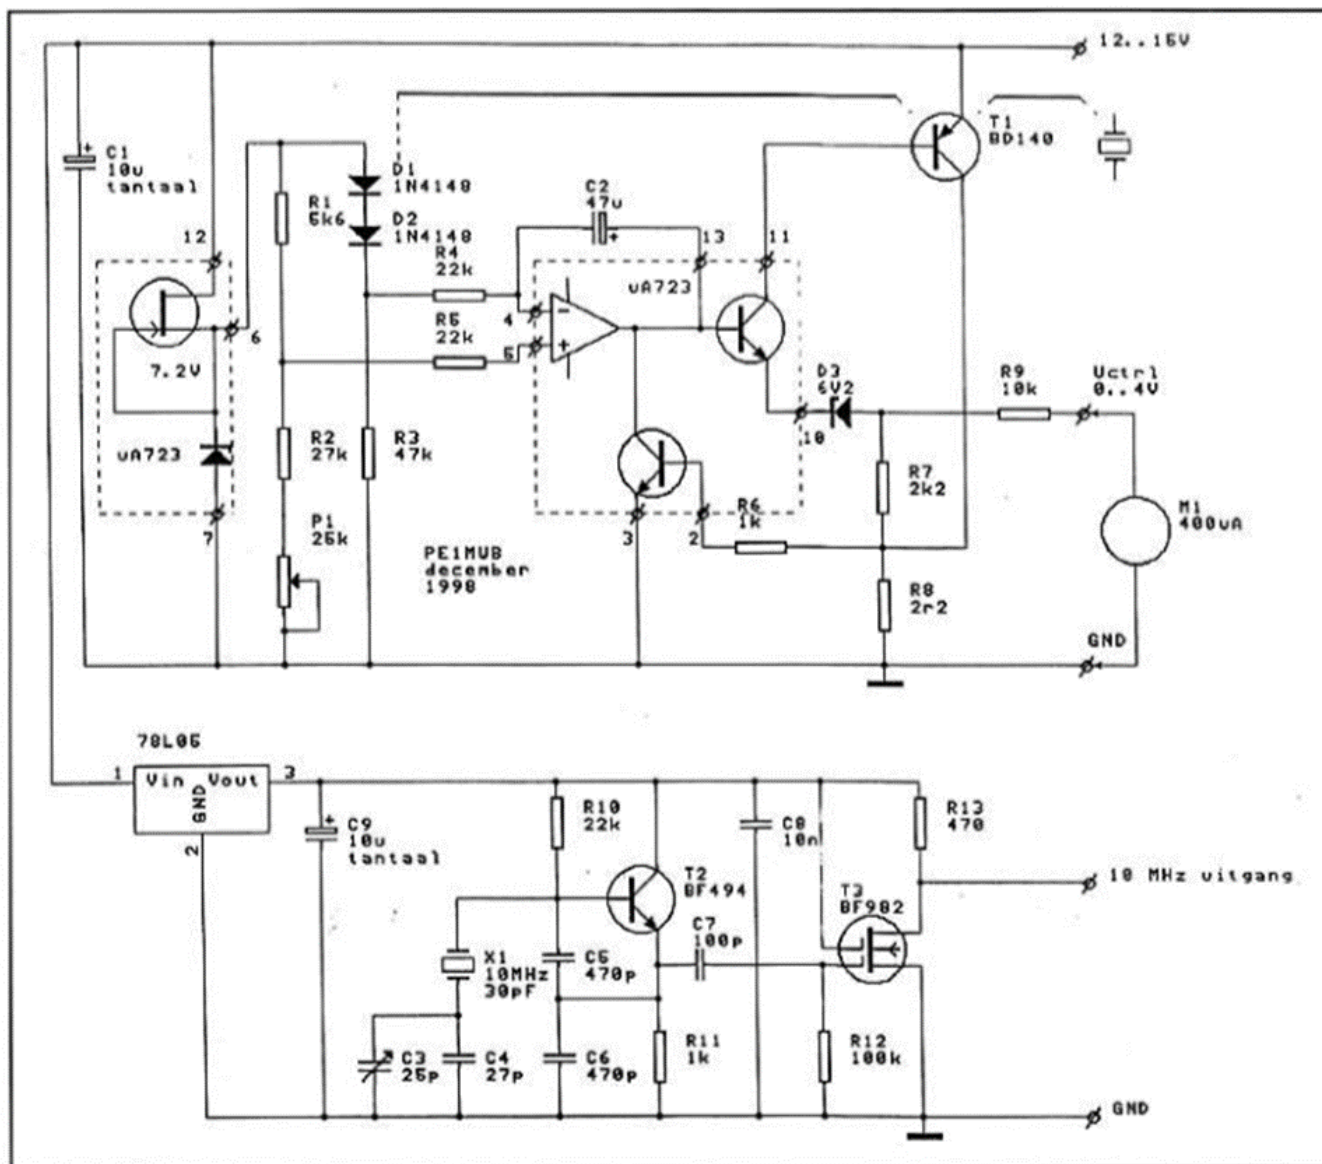 12..15V
T1
BD140
C1
10u
tantaal
D1
1N4148
R1
5k6
C2
47u
D2
1N4148
12
13
11
R4
22k
uA723
R5
22k
4
5
6
7.2V
D3
6V2
R9
10k
Uctrl
0..4V
10
uA723
R2
27k
R3
47k
R7
2k2
R6
1k
M1
400uA
7
P1
25k
3
2
PE1MVB
december
1998
R8
2r2
GND
78L05
1
Vin
Vout
3
GND
2
C9
10u
tantaal
R10
22k
C8
10n
R13
470
T2
BF494
T3
BF982
10 MHz uitgang
C7
100p
X1
10MHz
30pF
C5
470p
C3
25p
C4
27p
C6
470p
R11
1k
R12
100k
GND